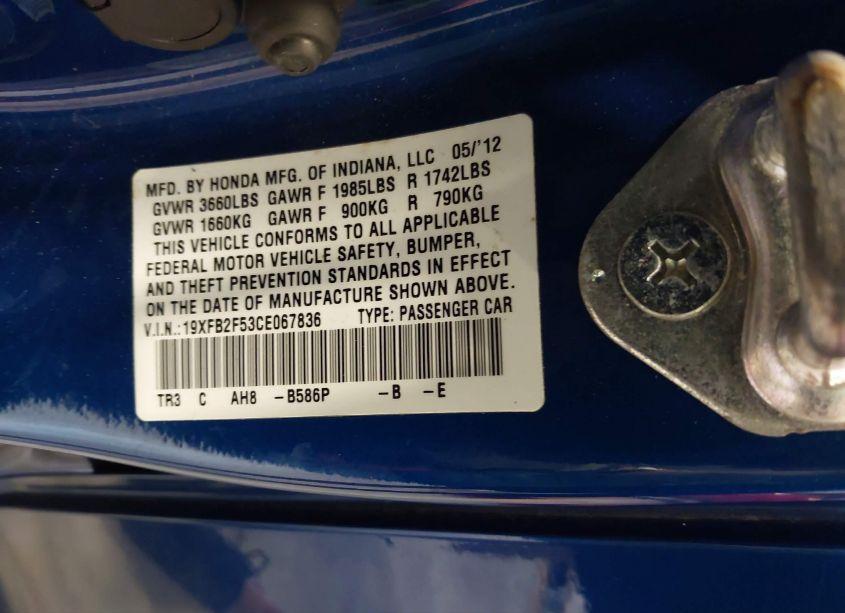 MFD. BY HONDA MFG. OF INDIANA, LLC 05/'12
GVWR 3660LBS GAWR F 1985LBS R 1742LBS
GVWR 1660KG GAWR F 900KG R 790KG
THIS VEHICLE CONFORMS TO ALL APPLICABLE
FEDERAL MOTOR VEHICLE SAFETY, BUMPER,
AND THEFT PREVENTION STANDARDS IN EFFECT
ON THE DATE OF MANUFACTURE SHOWN ABOVE.
V.I.N.:19XFB2F53CE067836 TYPE: PASSENGER CAR
TR3 C AH8 -B586P -B -E